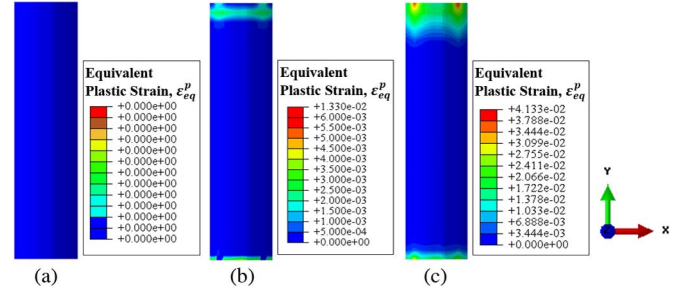 Equivalent
Plastic Strain, ε^p_eq
+0.000e+00
+0.000e+00
+0.000e+00
+0.000e+00
+0.000e+00
+0.000e+00
+0.000e+00
+0.000e+00
+0.000e+00
+0.000e+00
+0.000e+00
+0.000e+00
+0.000e+00
(a)
Equivalent
Plastic Strain, ε^p_eq
+1.330e-02
+6.000e-03
+5.500e-03
+4.500e-03
+4.000e-03
+3.500e-03
+3.000e-03
+2.500e-03
+2.000e-03
+1.500e-03
+1.000e-03
+5.000e-04
+0.000e+00
(b)
Equivalent
Plastic Strain, ε^p_eq
+4.133e-02
+3.788e-02
+3.444e-02
+3.099e-02
+2.755e-02
+2.411e-02
+2.066e-02
+1.722e-02
+1.378e-02
+1.033e-02
+6.888e-03
+3.444e-03
+0.000e+00
(c)
Y
X